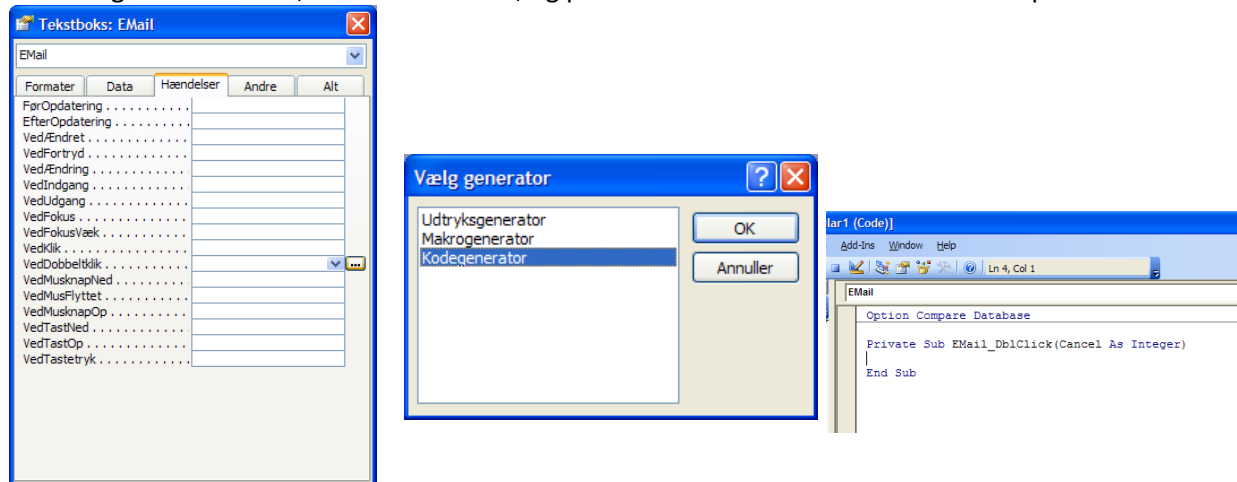 Tekstboks: EMail
EMail
Formater Data Hændelser Andre Alt
FørOpdatering . . . . . . . . . . .
EfterOpdatering . . . . . . . . . .
VedÆndret . . . . . . . . . . . . .
VedFortryd . . . . . . . . . . . . .
VedÆndring . . . . . . . . . . . . .
VedIndgang . . . . . . . . . . . . .
VedUdgang . . . . . . . . . . . . .
VedFokus . . . . . . . . . . . . . .
VedFokusVæk . . . . . . . . . . . .
VedKlik . . . . . . . . . . . . . . . .
VedDobbeltklik . . . . . . . . . . . ...
VedMusknapNed . . . . . . . . .
VedMusFlyttet . . . . . . . . . . .
VedMusknapOp . . . . . . . . . .
VedTastNed . . . . . . . . . . . . .
VedTastOp . . . . . . . . . . . . . .
VedTastetryk . . . . . . . . . . . .
Vælg generator
Udtryksgenerator
Makrogenerator
Kodegenerator
OK
Annuller
lar1 (Code)]
Add-Ins Window Help
Ln 4, Col 1
EMail
Option Compare Database
Private Sub EMail_DblClick(Cancel As Integer)
End Sub